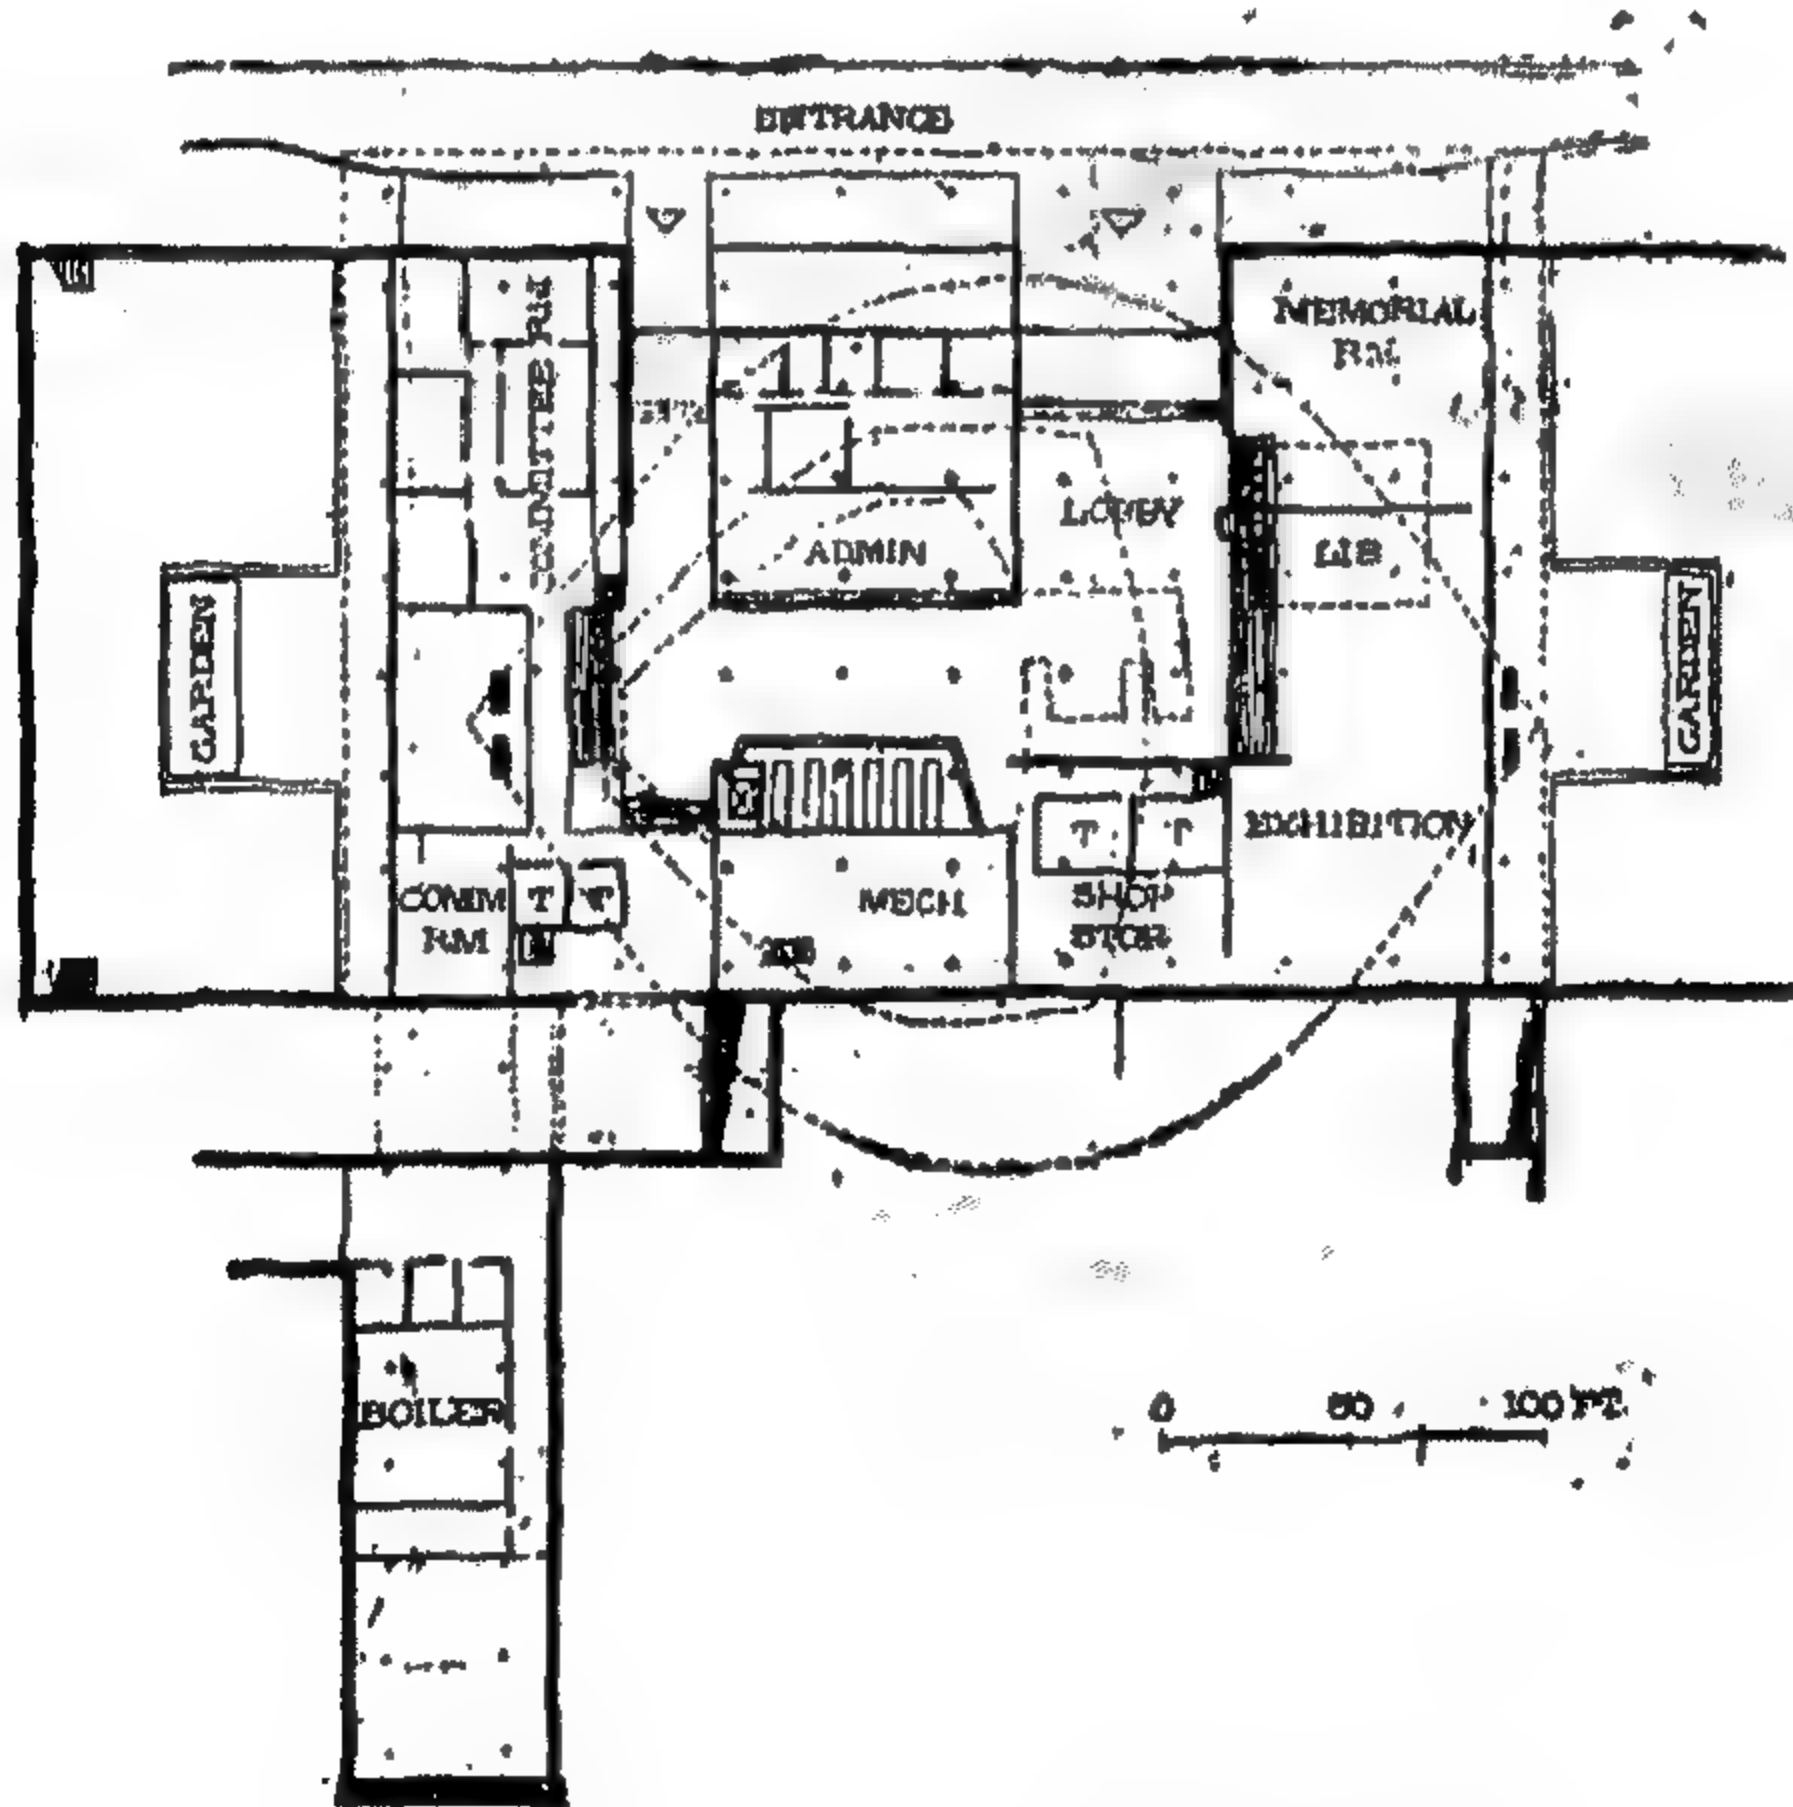 ENTRANCE
MEMORIAL
RM
COMMITTEE RM
LOBBY
ADMIN
LIB
GARDEN
GARDEN
T T
EXHIBITION
COMM
RM
T T
MECH
SHOP
STOR
BOILER
0 50 100 FT.